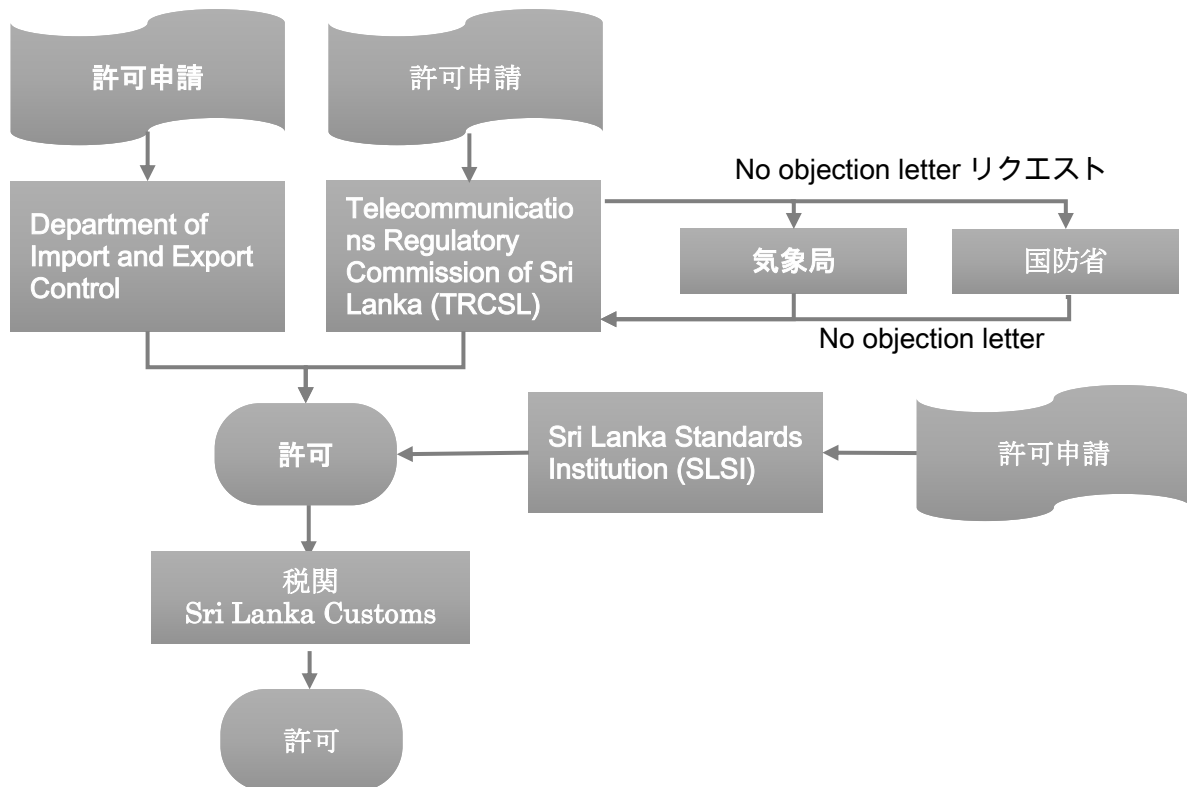 許可申請
許可申請
No objection letter リクエスト
Department of
Import and Export
Control
Telecommunicatio
ns Regulatory
Commission of Sri
Lanka (TRCSL)
気象局
国防省
No objection letter
許可
Sri Lanka Standards
Institution (SLSI)
許可申請
税関
Sri Lanka Customs
許可